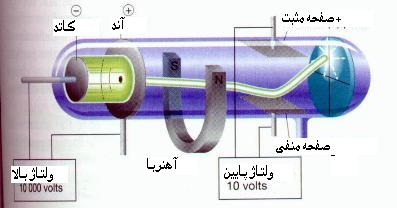 − +
کاتد
آند
+صفحه مثبت
S
N
آهنربا
-صفحه منفی
ولتاژ بالا
10 000 volts
ولتاژ پایین
10 volts